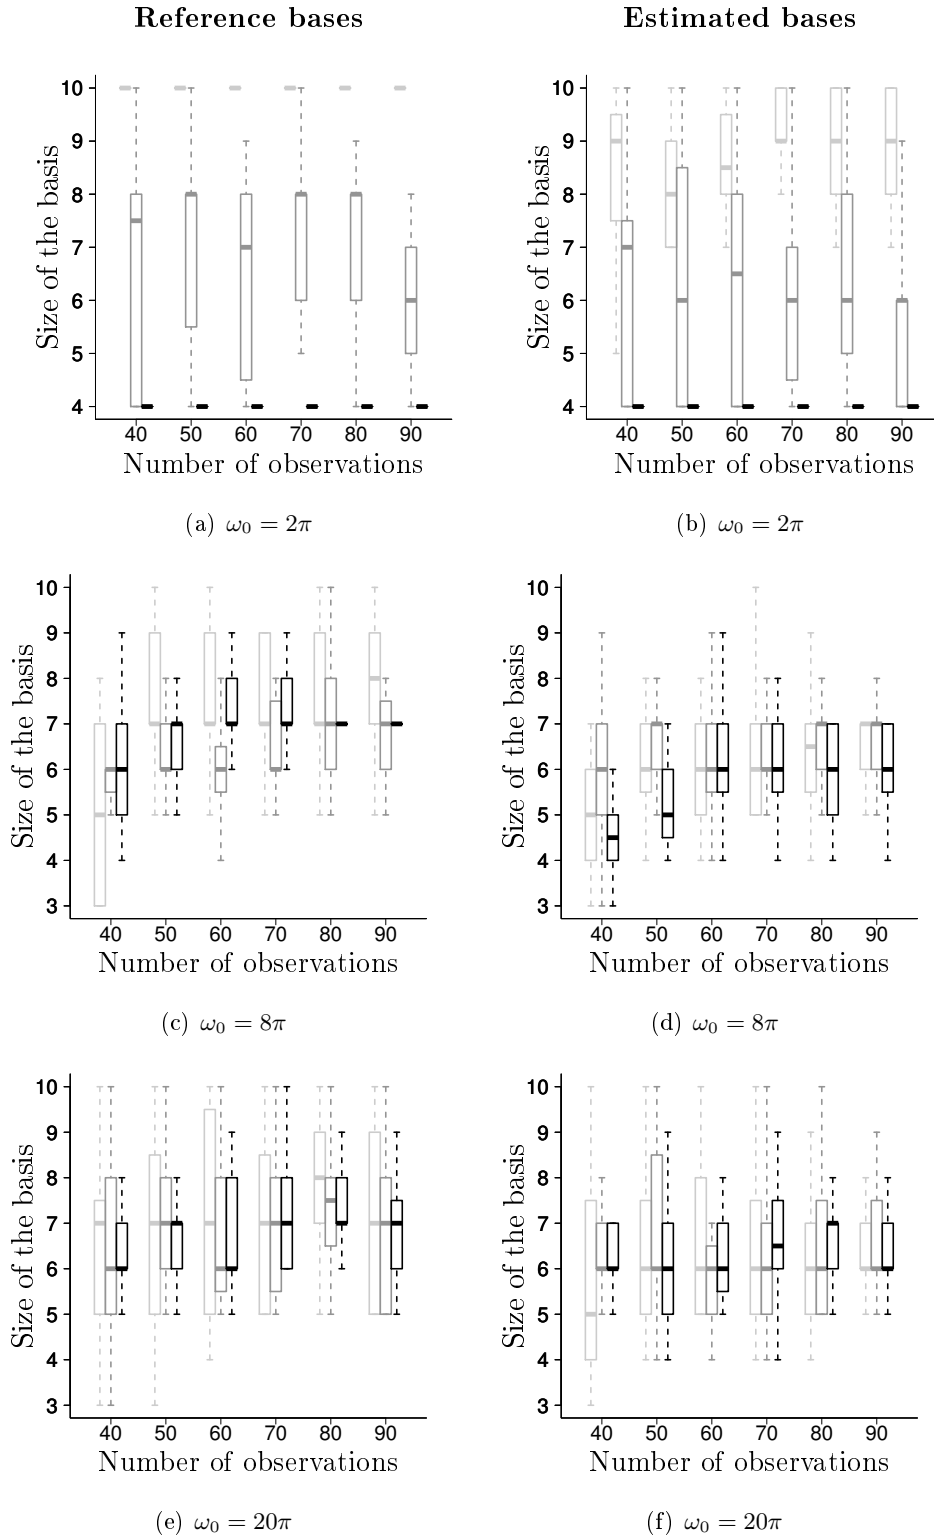 Reference bases
Estimated bases
10
9
8
7
6
5
4
Size of the basis
40 50 60 70 80 90
Number of observations
(a) ω₀ = 2π
10
9
8
7
6
5
4
Size of the basis
40 50 60 70 80 90
Number of observations
(b) ω₀ = 2π
10
9
8
7
6
5
4
3
Size of the basis
40 50 60 70 80 90
Number of observations
(c) ω₀ = 8π
10
9
8
7
6
5
4
3
Size of the basis
40 50 60 70 80 90
Number of observations
(d) ω₀ = 8π
10
9
8
7
6
5
4
3
Size of the basis
40 50 60 70 80 90
Number of observations
(e) ω₀ = 20π
10
9
8
7
6
5
4
3
Size of the basis
40 50 60 70 80 90
Number of observations
(f) ω₀ = 20π